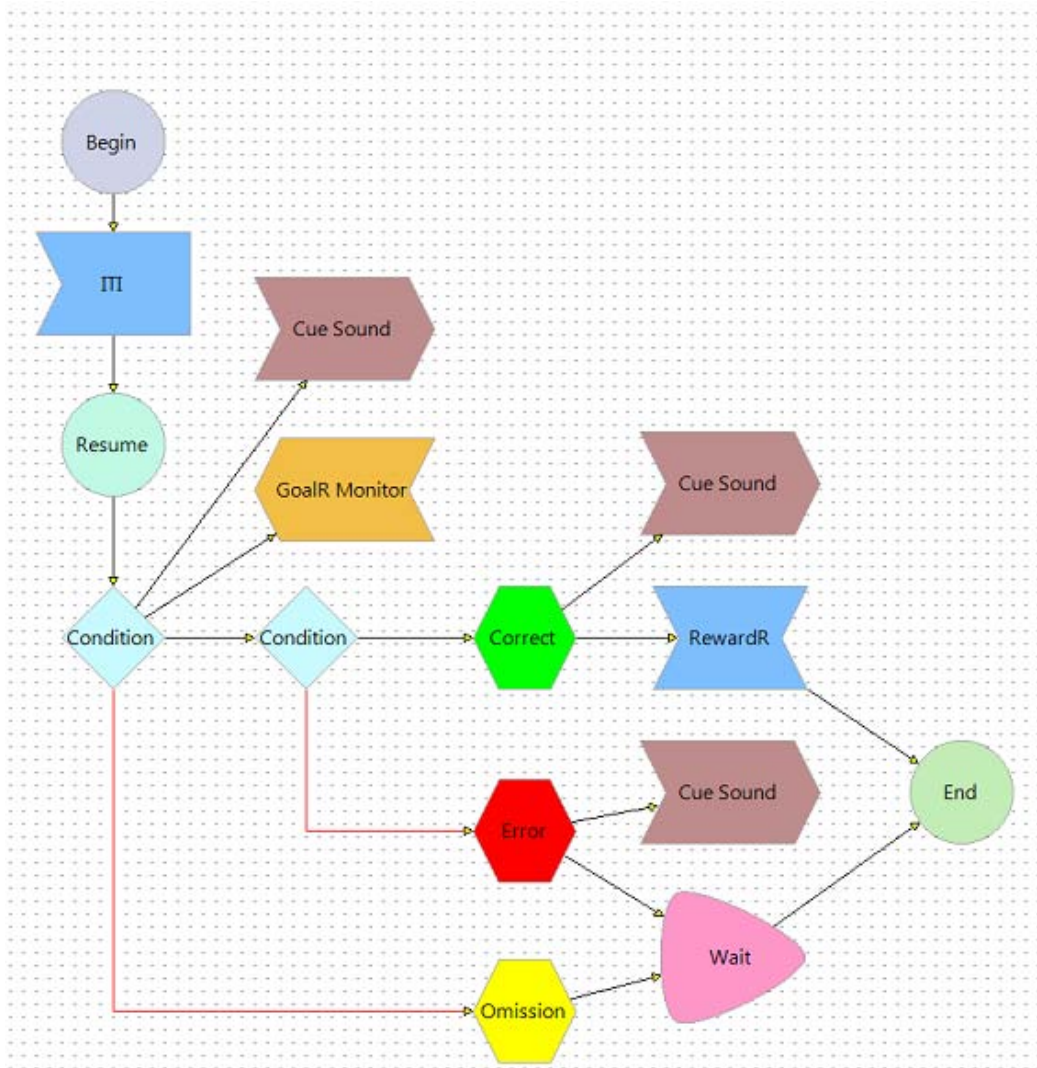 Begin
ITI
Cue Sound
Resume
GoalR Monitor
Cue Sound
Condition
Condition
Correct
RewardR
Cue Sound
End
Error
Wait
Omission